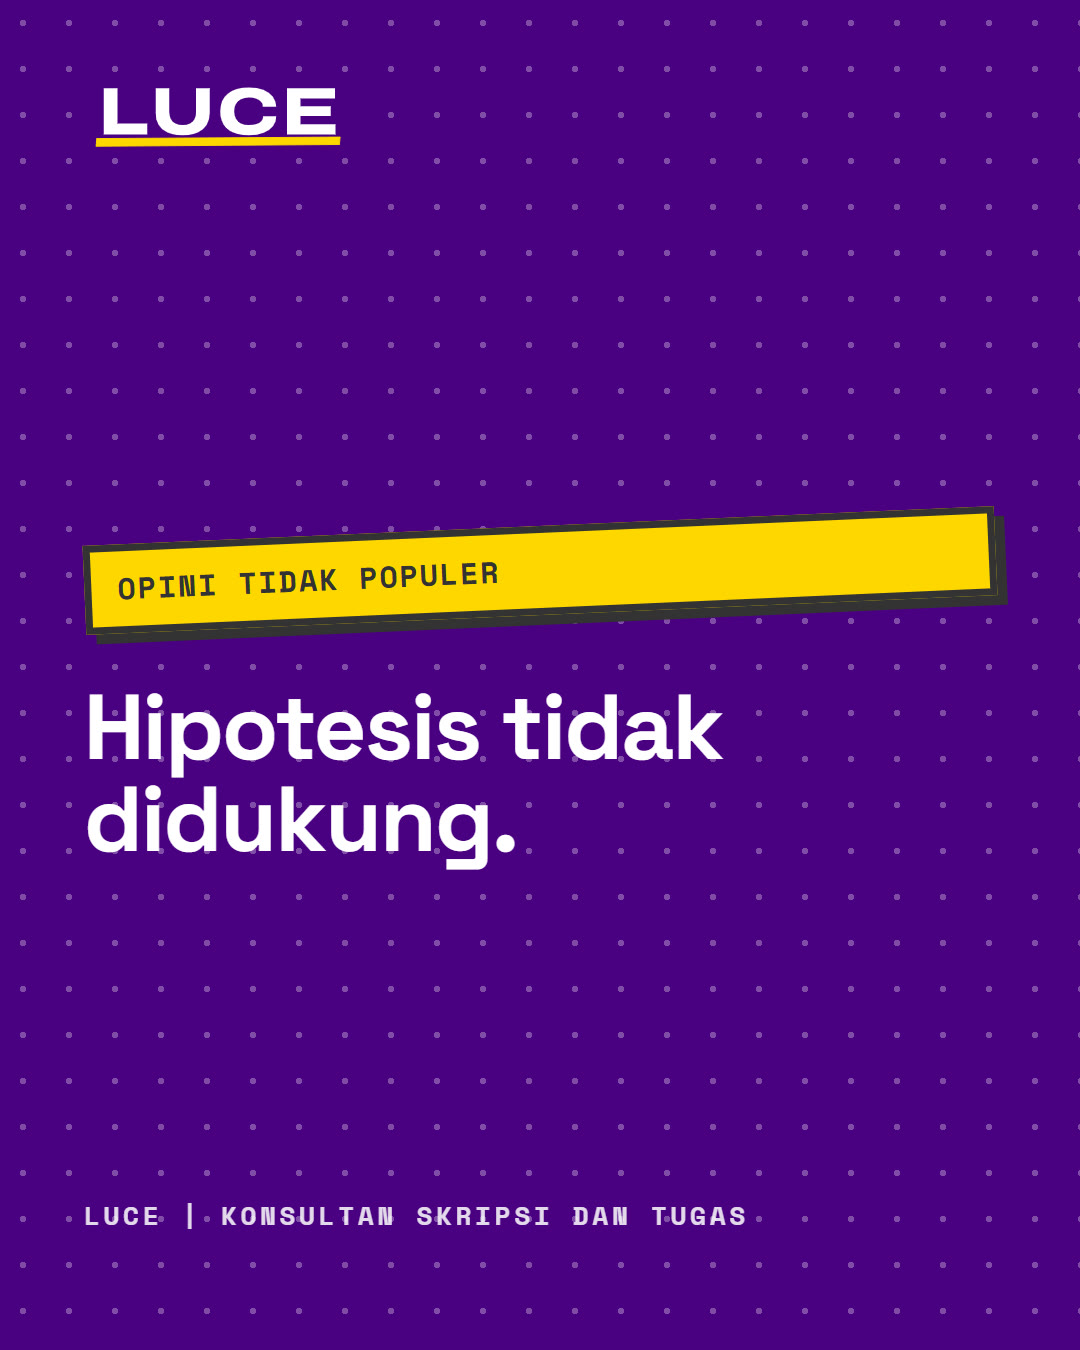 LUCE
OPINI TIDAK POPULER
Hipotesis tidak
didukung.
LUCE | KONSULTAN SKRIPSI DAN TUGAS